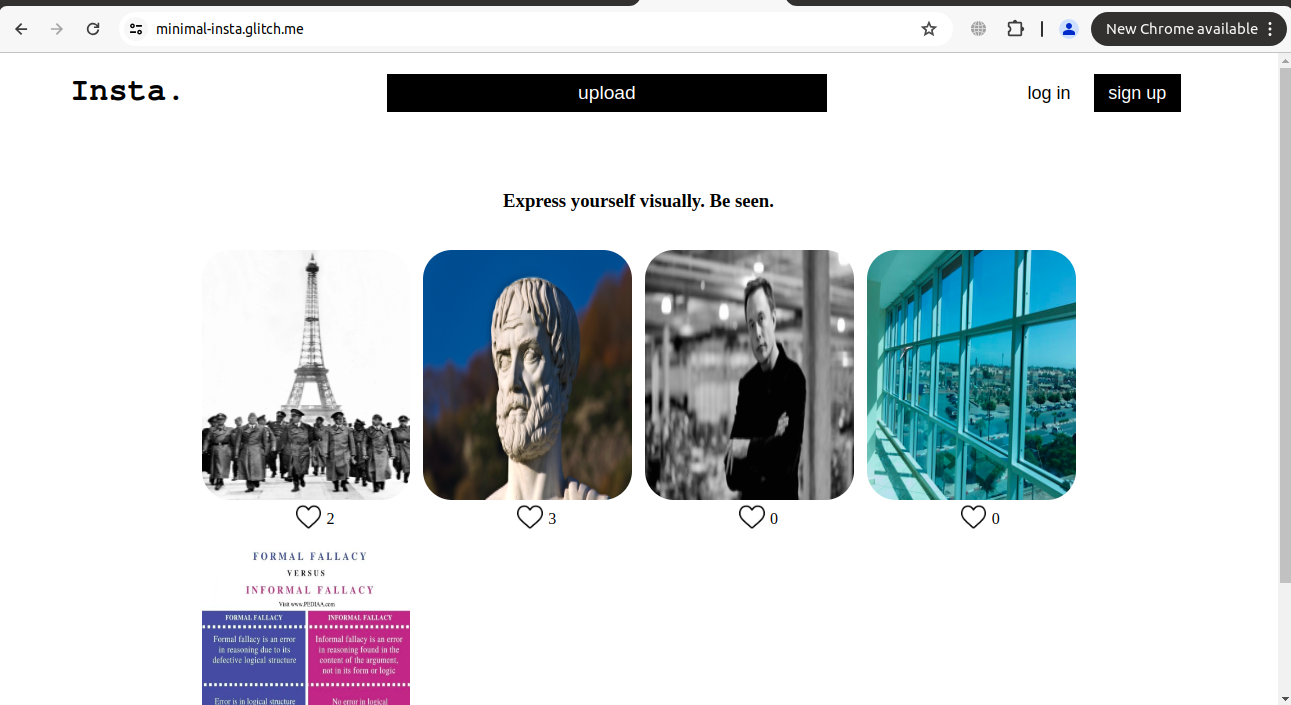 minimal-insta.glitch.me
New Chrome available
Insta.
upload
log in
sign up
Express yourself visually. Be seen.
2
3
0
0
FORMAL FALLACY
VERSUS
INFORMAL FALLACY
Visit www.PEDIAA.com
FORMAL FALLACY
Formal fallacy is an error
in reasoning due to its
defective logical structure
Error is in logical structure
INFORMAL FALLACY
Informal fallacy is an error
in reasoning found in the
content of the argument,
not in its form or logic
No error in logical